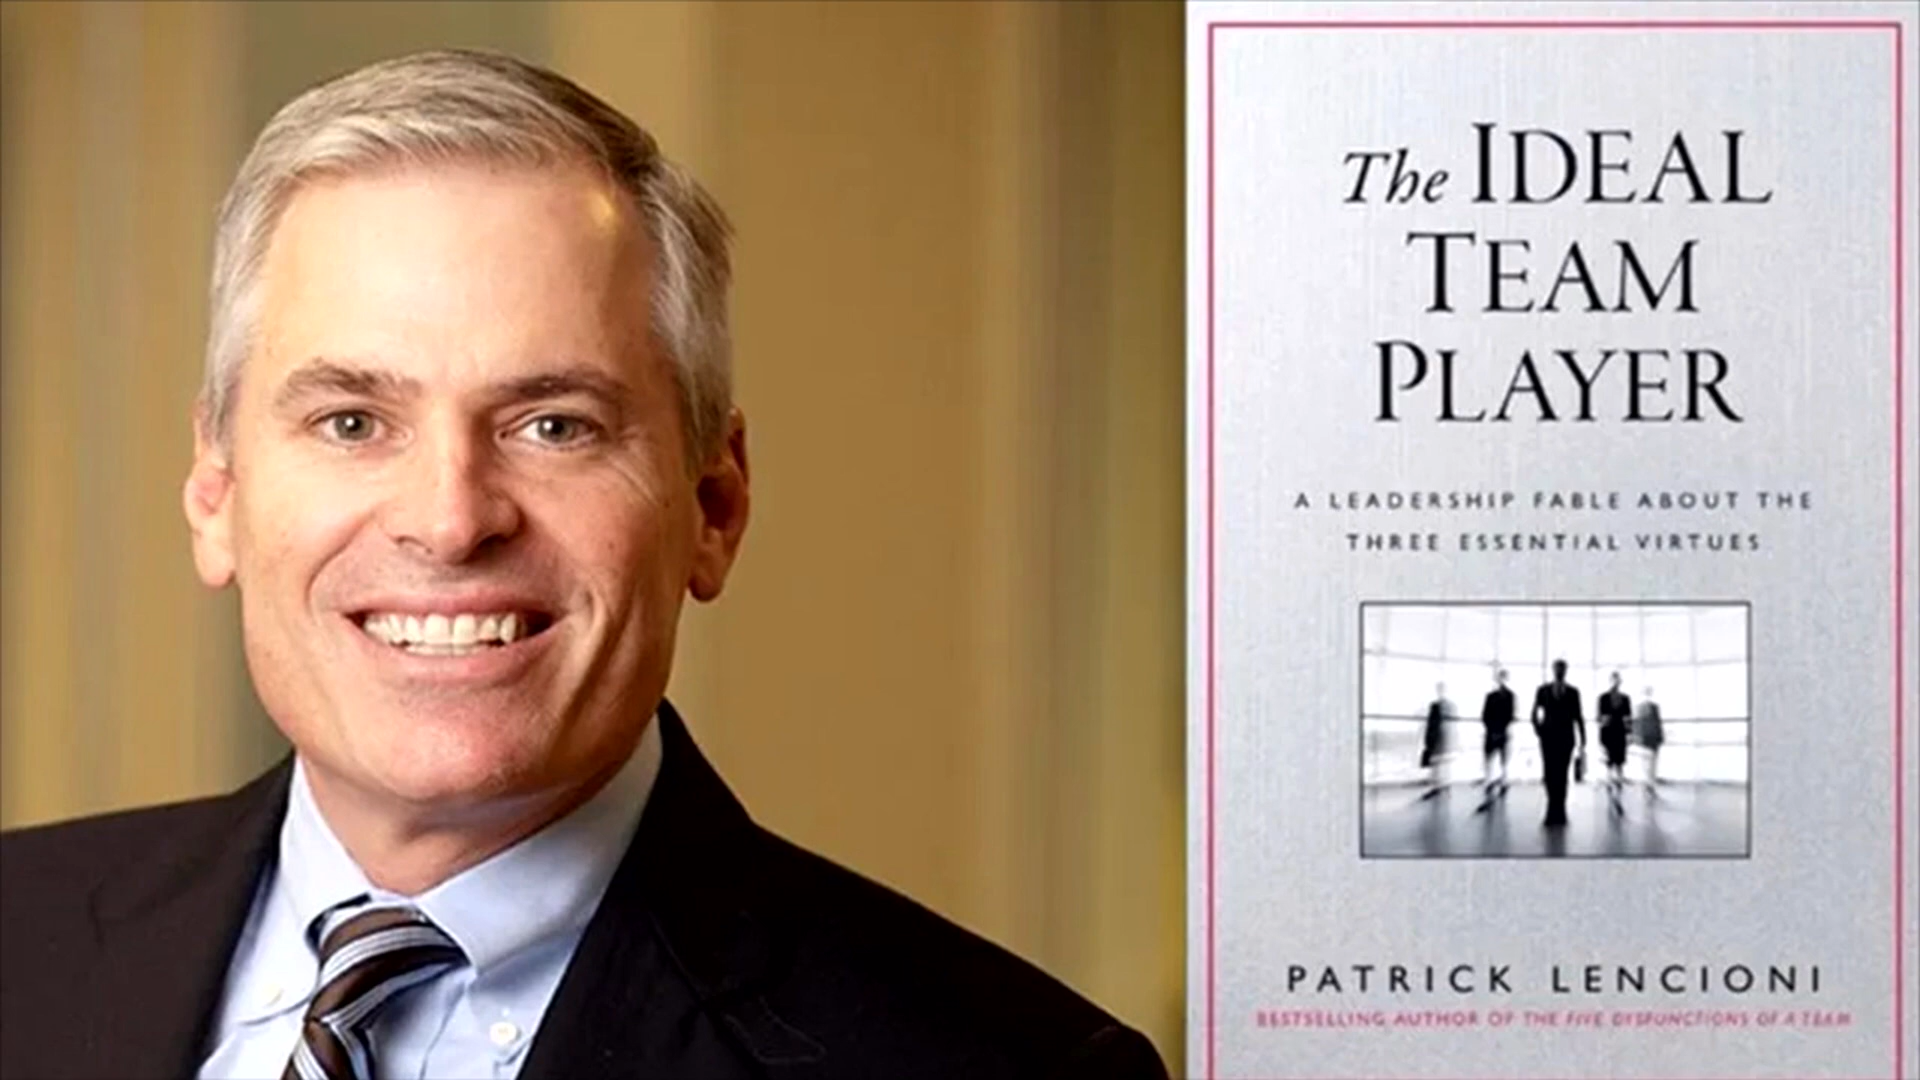 The IDEAL
TEAM
PLAYER
A LEADERSHIP FABLE ABOUT THE
THREE ESSENTIAL VIRTUES
PATRICK LENCIONI
BESTSELLING AUTHOR OF THE FIVE DYSFUNCTIONS OF A TEAM